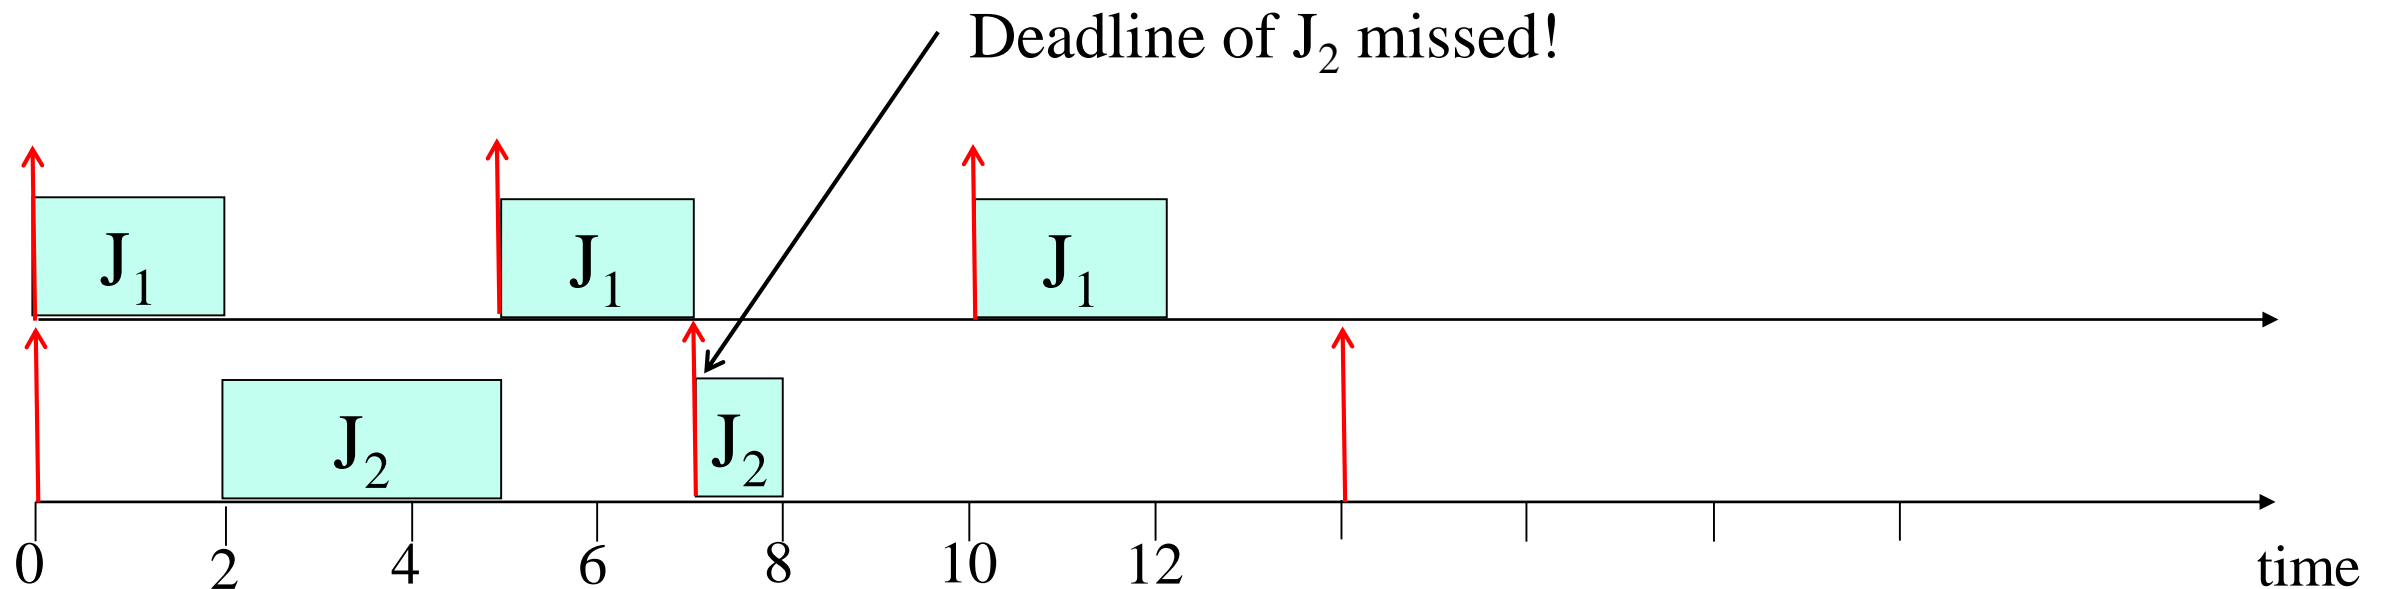 Deadline of J₂ missed!
J₁ J₁ J₁
J₂ J₂
0 2 4 6 8 10 12 time